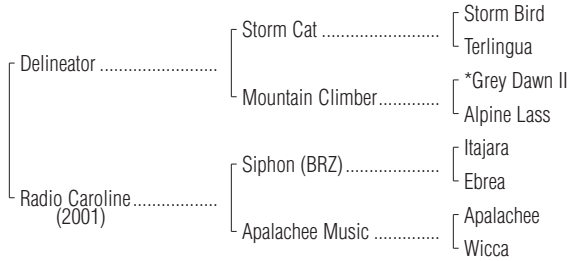 Storm Bird
Storm Cat ........................
Terlingua
Delineator ........................
*Grey Dawn II
Mountain Climber............
Alpine Lass
Itajara
Siphon (BRZ)...................
Ebrea
Radio Caroline.................
(2001)
Apalachee
Apalachee Music .............
Wicca